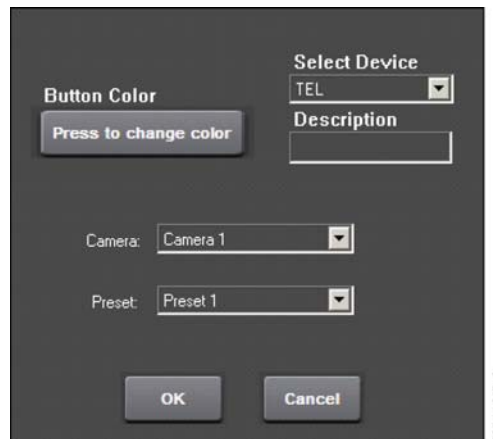 Select Device
TEL
Button Color
Press to change color
Description
Camera: Camera 1
Preset: Preset 1
OK Cancel